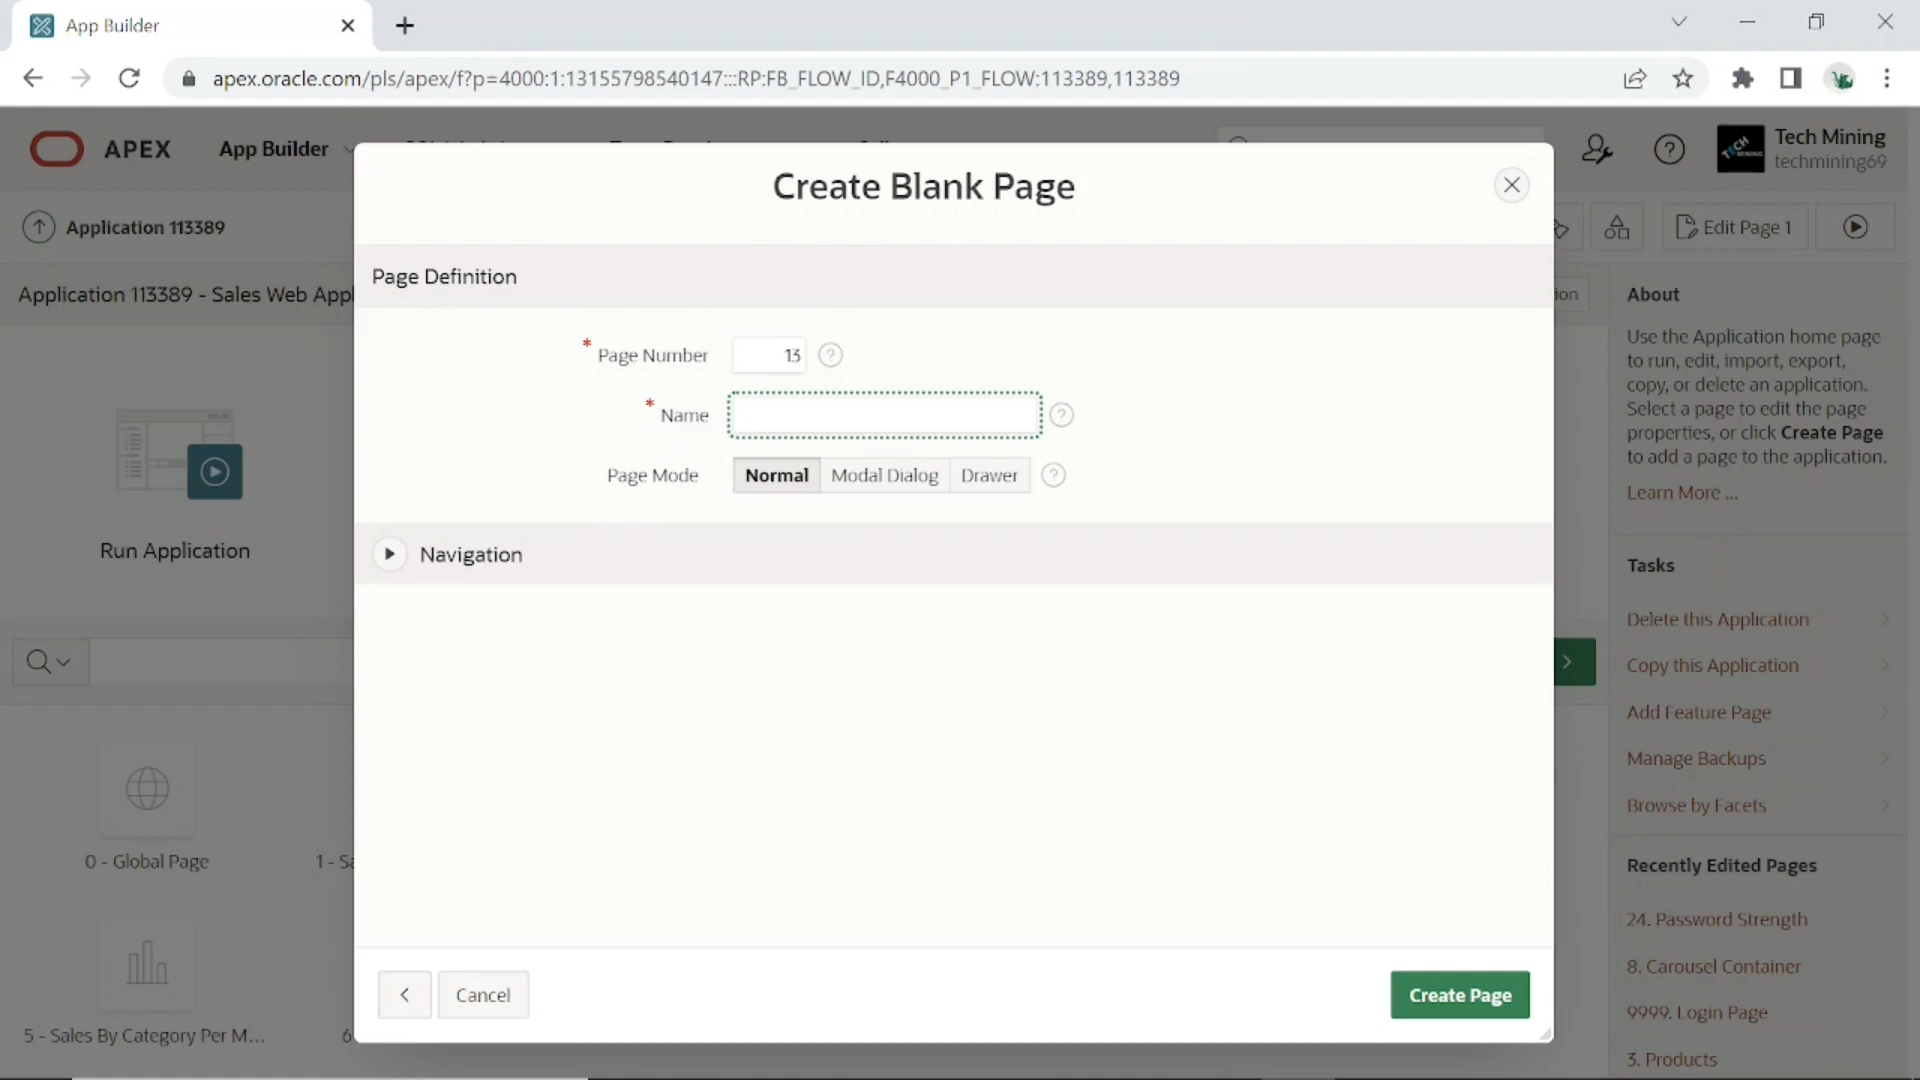 App Builder
apex.oracle.com/pls/apex/f?p=4000:1:13155798540147:::RP:FB_FLOW_ID,F4000_P1_FLOW:113389,113389
APEX
App Builder
Tech Mining
techmining69
Application 113389
Edit Page 1
Application 113389 - Sales Web Appl
ion
Create Blank Page
Page Definition
* Page Number
13
* Name
Page Mode
Normal
Modal Dialog
Drawer
Navigation
Cancel
Create Page
Run Application
0 - Global Page
1 - Sa
5 - Sales By Category Per M...
6
About
Use the Application home page
to run, edit, import, export,
copy, or delete an application.
Select a page to edit the page
properties, or click Create Page
to add a page to the application.
Learn More ...
Tasks
Delete this Application
Copy this Application
Add Feature Page
Manage Backups
Browse by Facets
Recently Edited Pages
24. Password Strength
8. Carousel Container
9999. Login Page
3. Products